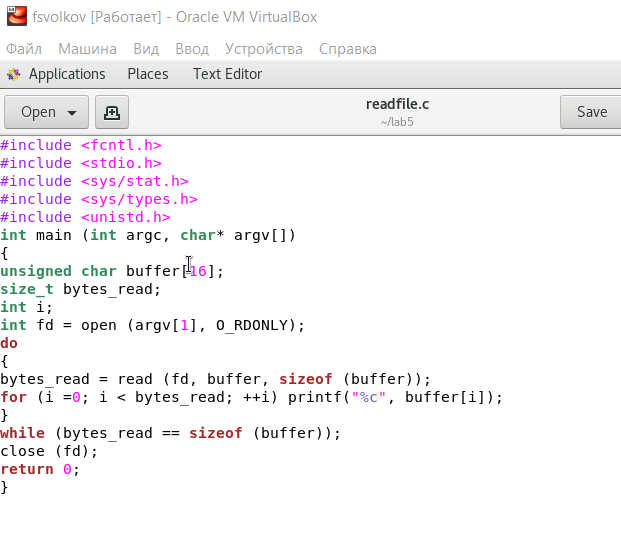 fsvolkov [Работает] - Oracle VM VirtualBox
Файл Машина Вид Ввод Устройства Справка
Applications Places Text Editor
Open readfile.c Save
~/lab5
#include <fcntl.h>
#include <stdio.h>
#include <sys/stat.h>
#include <sys/types.h>
#include <unistd.h>
int main (int argc, char* argv[])
{
unsigned char buffer[16];
size_t bytes_read;
int i;
int fd = open (argv[1], O_RDONLY);
do
{
bytes_read = read (fd, buffer, sizeof (buffer));
for (i =0; i < bytes_read; ++i) printf("%c", buffer[i]);
}
while (bytes_read == sizeof (buffer));
close (fd);
return 0;
}